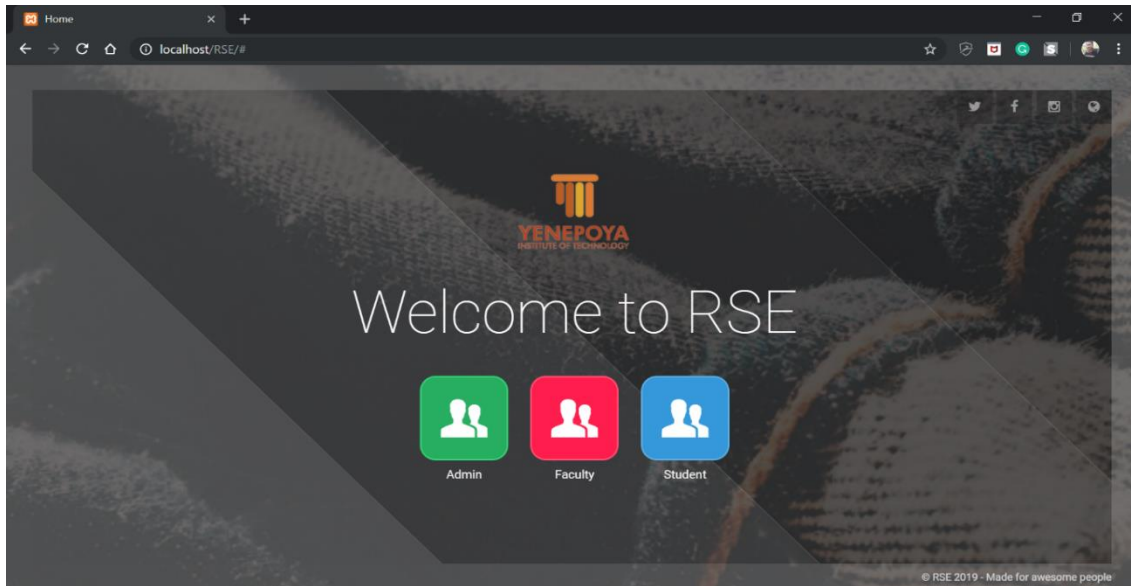 Home
localhost/RSE/#
YENEPOYA
INSTITUTE OF TECHNOLOGY
Welcome to RSE
Admin Faculty Student
© RSE 2019 - Made for awesome people